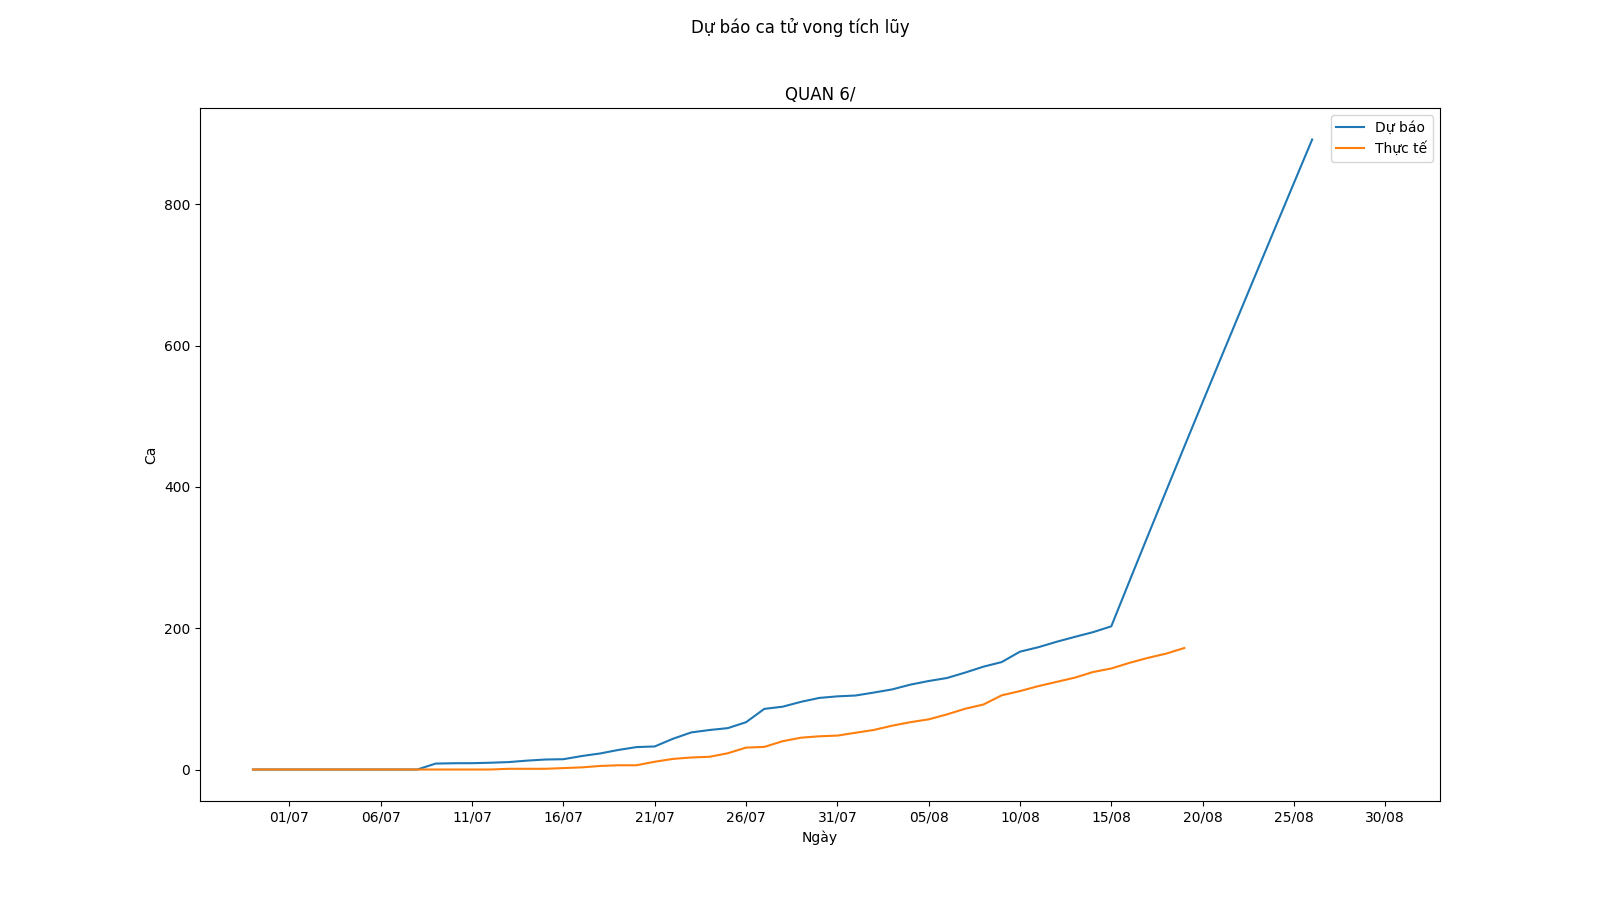 Dự báo ca tử vong tích lũy
QUAN 6/
Dự báo
Thực tế
800
600
400
200
0
Ca
01/07 06/07 11/07 16/07 21/07 26/07 31/07 05/08 10/08 15/08 20/08 25/08 30/08
Ngày